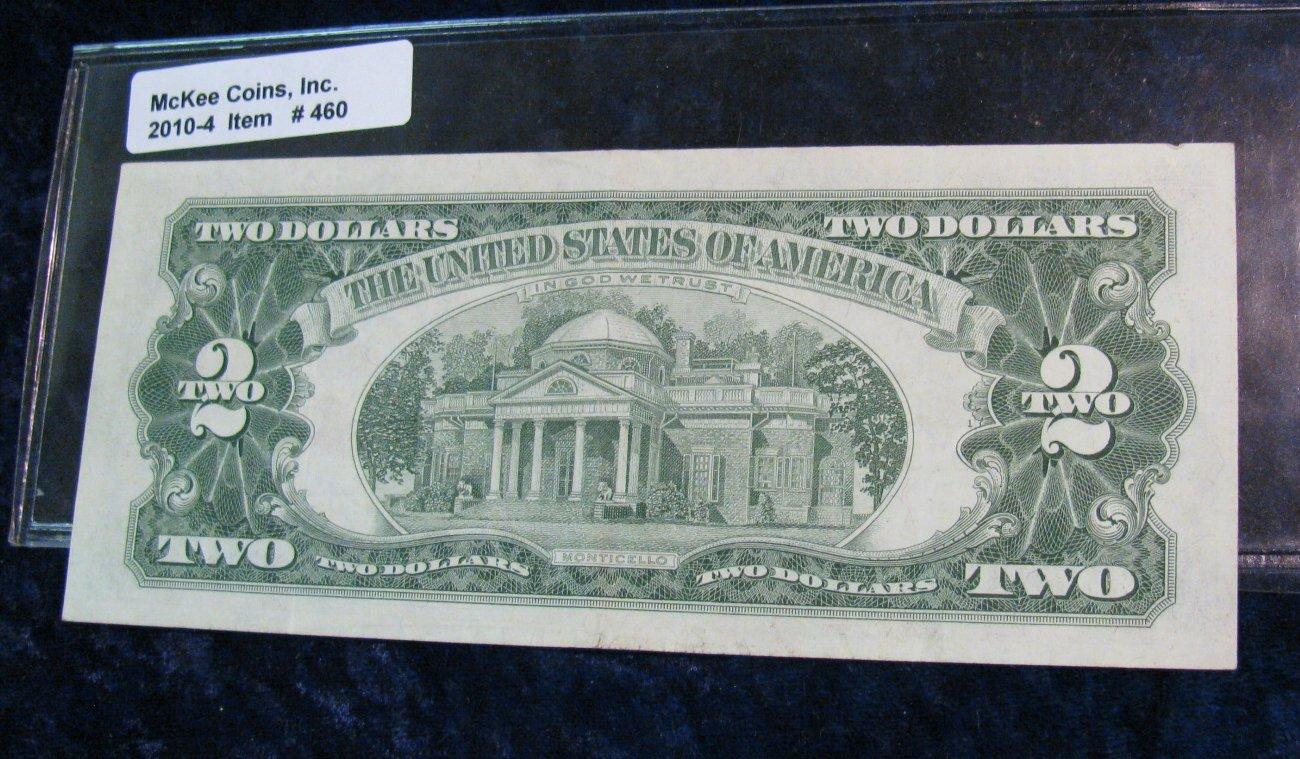 McKee Coins, Inc.
2010-4 Item # 460
TWO DOLLARS
TWO DOLLARS
THE UNITED STATES OF AMERICA
IN GOD WE TRUST
2
TWO
2
TWO
1
MONTICELLO
TWO
TWO DOLLARS
TWO DOLLARS
TWO